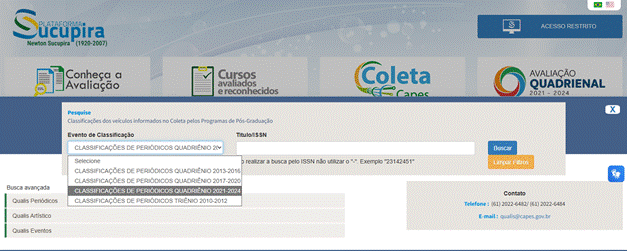 PLATAFORMA
Sucupira
Newton Sucupira (1920-2007)
ACESSO RESTRITO
Conheça a
Avaliação
Cursos
avaliados
e reconhecidos
Coleta
Capes
AVALIAÇÃO
QUADRIENAL
2021 - 2024
X
Pesquise
Classificações dos veículos informados no Coleta pelos Programas de Pós-Graduação
Evento de Classificação
Título/ISSN
CLASSIFICAÇÕES DE PERIÓDICOS QUADRIÊNIO
Buscar
Selecione
realizar a busca pelo ISSN não utilizar o "-". Exemplo "23142451"
Limpar Filtro
CLASSIFICAÇÕES DE PERIÓDICOS QUADRIÊNIO 2013-2016
CLASSIFICAÇÕES DE PERIÓDICOS QUADRIÊNIO 2017-2020
CLASSIFICAÇÕES DE PERIÓDICOS QUADRIÊNIO 2021-2024
CLASSIFICAÇÕES DE PERIÓDICOS TRIÊNIO 2010-2012
Busca avançada
Qualis Periódicos
Qualis Artístico
Qualis Eventos
Contato
Telefone : (61) 2022-6482/ (61) 2022-6484
E-mail : qualis@capes.gov.br